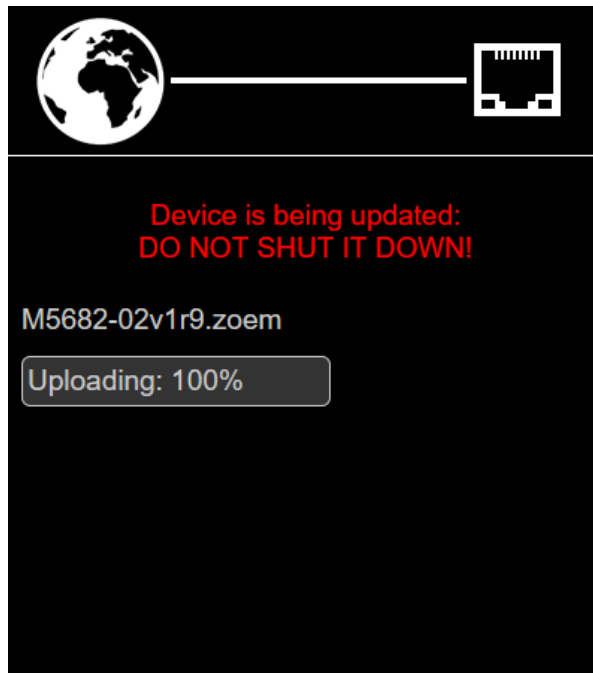 Device is being updated:
DO NOT SHUT IT DOWN!
M5682-02v1r9.zoem
Uploading: 100%